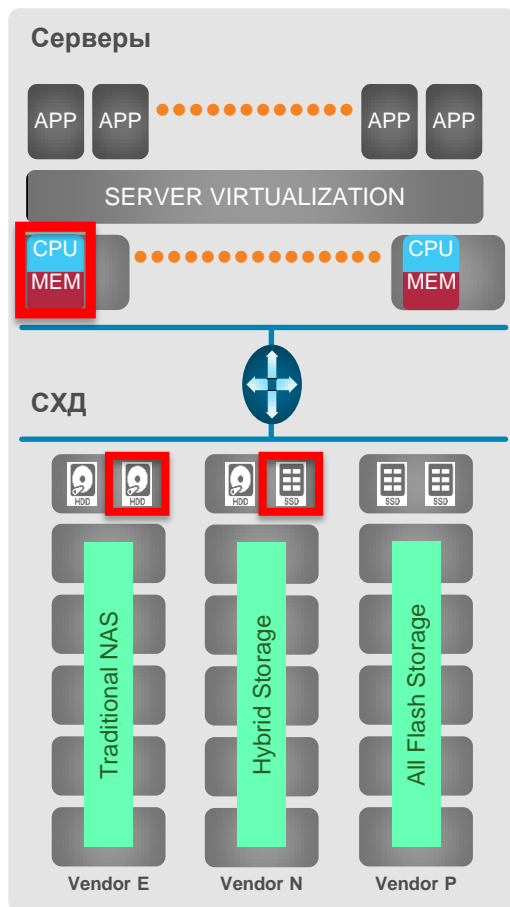 Серверы
APP APP APP APP
SERVER VIRTUALIZATION
CPU CPU
MEM MEM
СХД
HDD HDD HDD SSD SSD SSD
Traditional NAS
Hybrid Storage
All Flash Storage
Vendor E Vendor N Vendor P